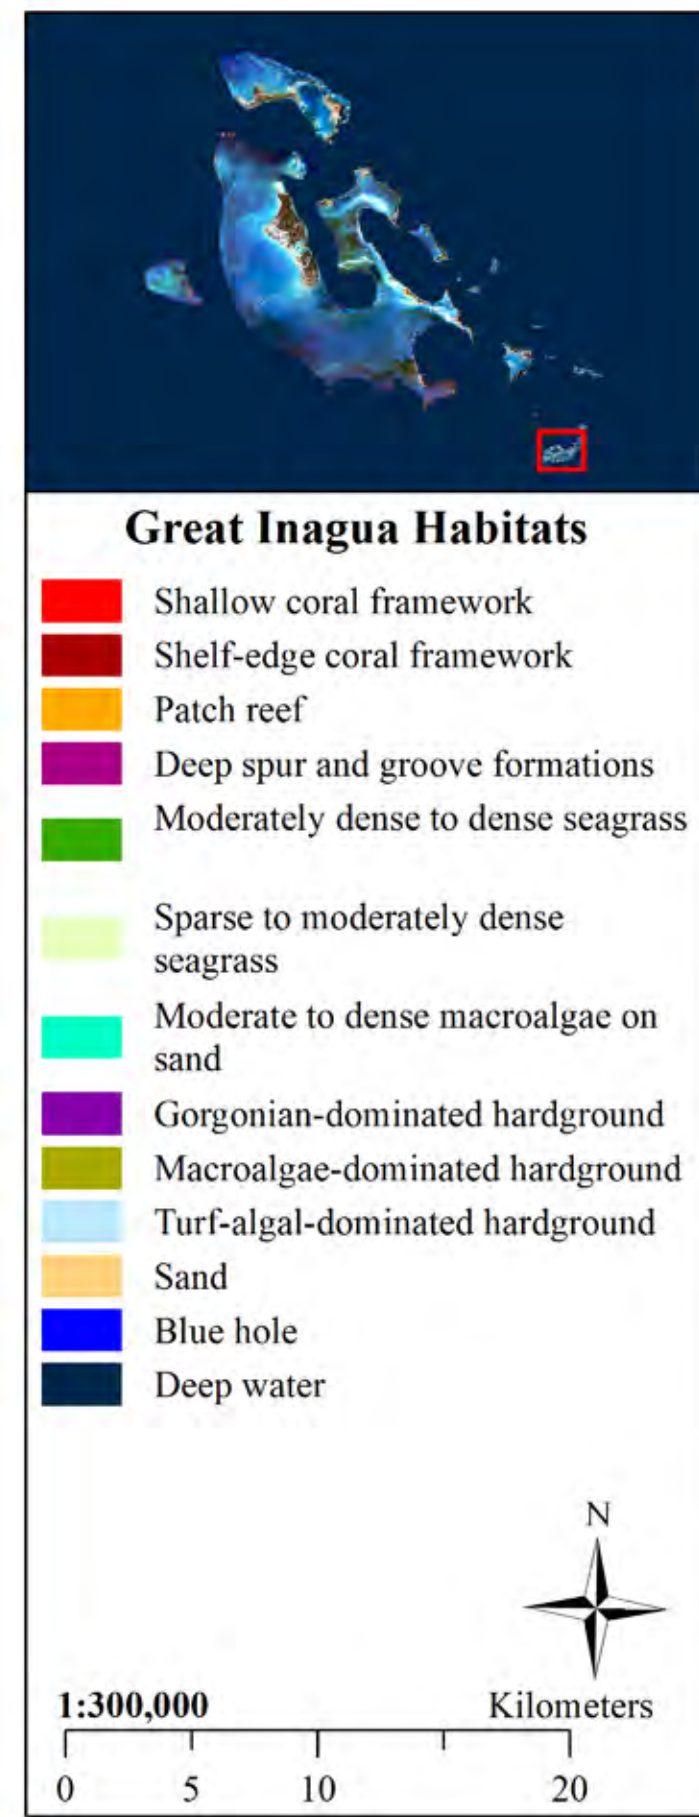 Great Inagua Habitats
Shallow coral framework
Shelf-edge coral framework
Patch reef
Deep spur and groove formations
Moderately dense to dense seagrass
Sparse to moderately dense
seagrass
Moderate to dense macroalgae on
sand
Gorgonian-dominated hardground
Macroalgae-dominated hardground
Turf-algal-dominated hardground
Sand
Blue hole
Deep water
N
1:300,000 Kilometers
0 5 10 20